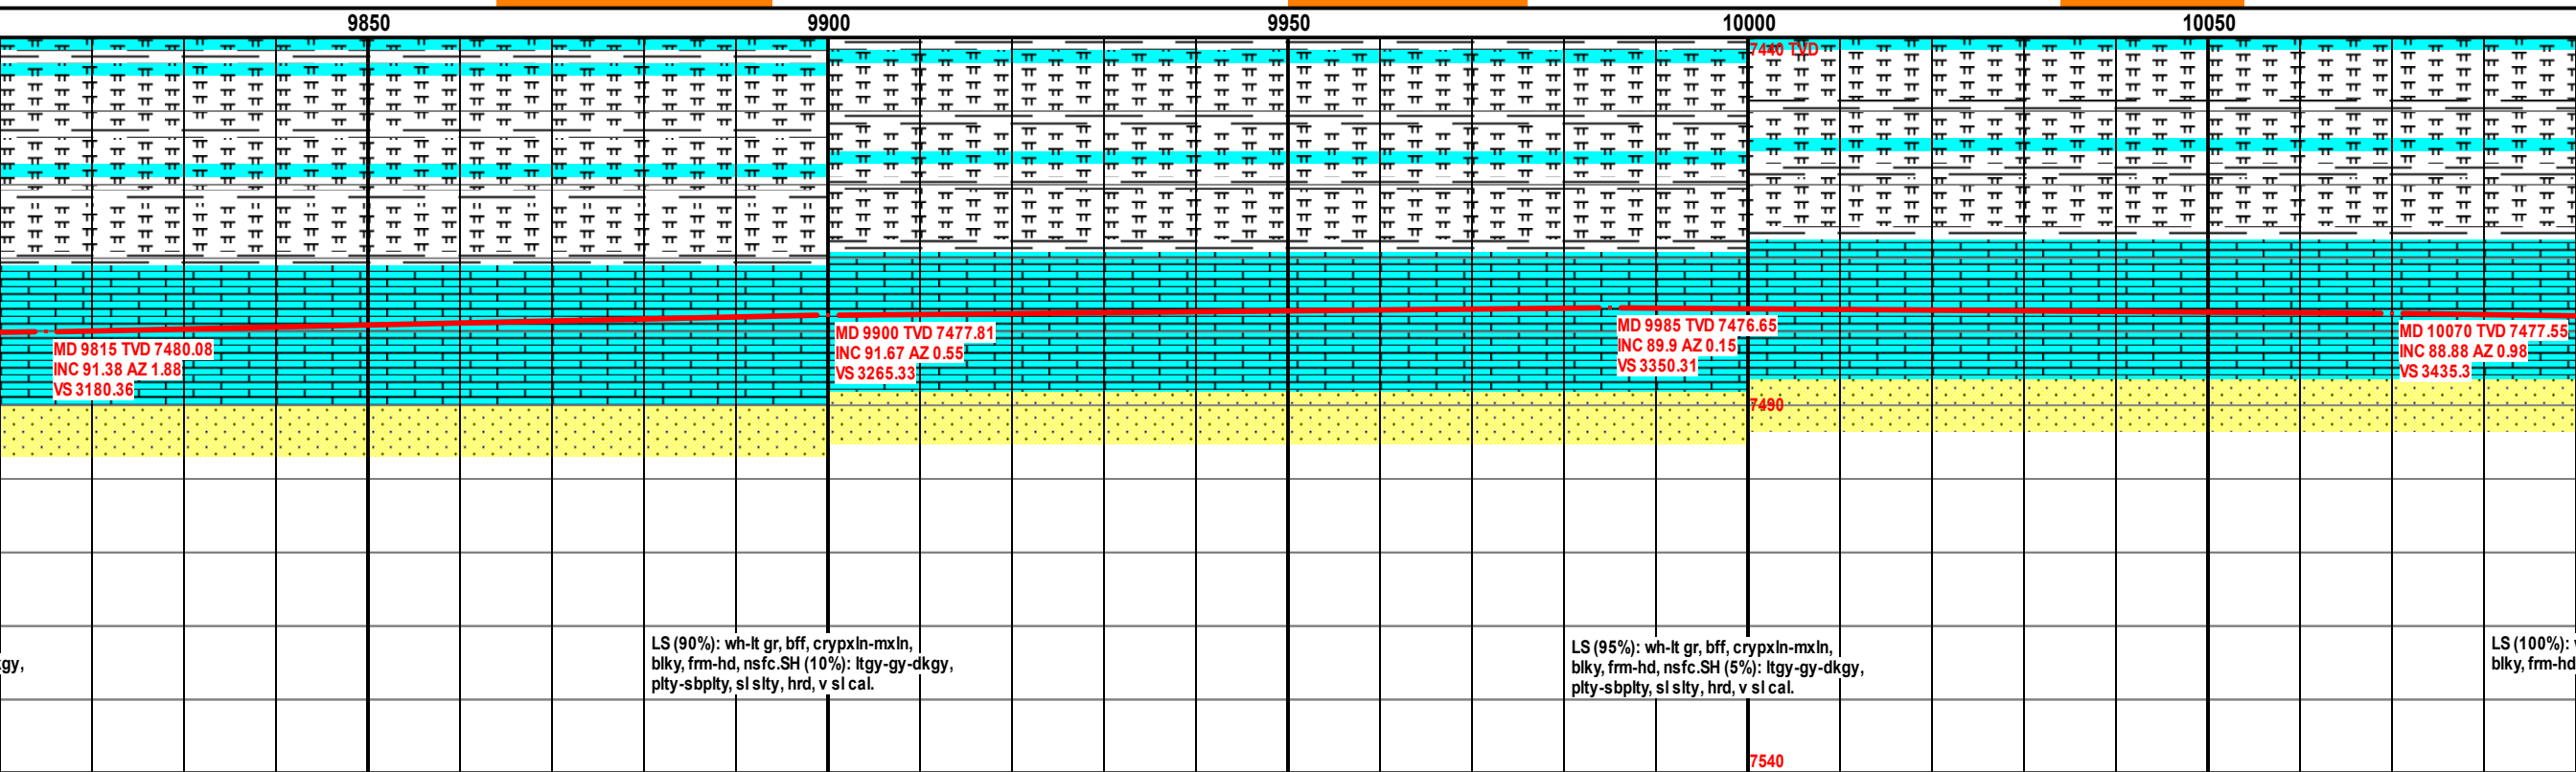 9850
9900
9950
10000
10050
7440 TVD
MD 9815 TVD 7480.08
INC 91.38 AZ 1.88
VS 3180.36
MD 9900 TVD 7477.81
INC 91.67 AZ 0.55
VS 3265.33
MD 9985 TVD 7476.65
INC 89.9 AZ 0.15
VS 3350.31
MD 10070 TVD 7477.55
INC 88.88 AZ 0.98
VS 3435.3
7490
gy,
LS (90%): wh-lt gr, bff, crypxln-mxln,
blky, frm-hd, nsfc.SH (10%): ltgy-gy-dkgy,
plty-sbplty, sl slty, hrd, v sl cal.
LS (95%): wh-lt gr, bff, crypxln-mxln,
blky, frm-hd, nsfc.SH (5%): ltgy-gy-dkgy,
plty-sbplty, sl slty, hrd, v sl cal.
LS (100%):
blky, frm-hd
7540